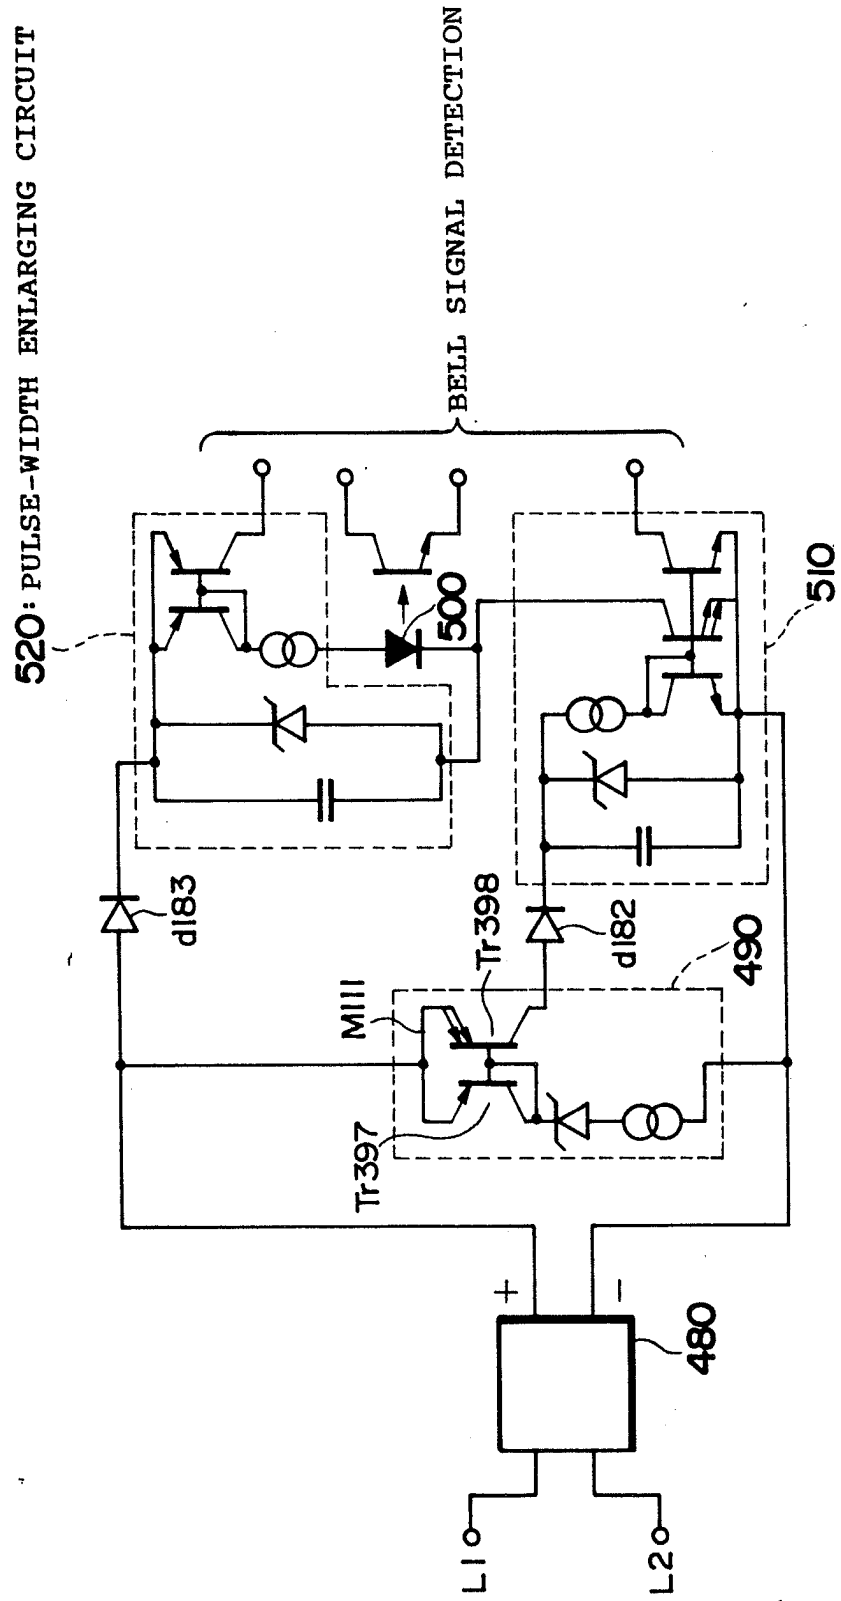 520: PULSE-WIDTH ENLARGING CIRCUIT
BELL SIGNAL DETECTION
d183
500
510
M111
Tr398
d182
490
Tr397
+
−
480
L1
L2